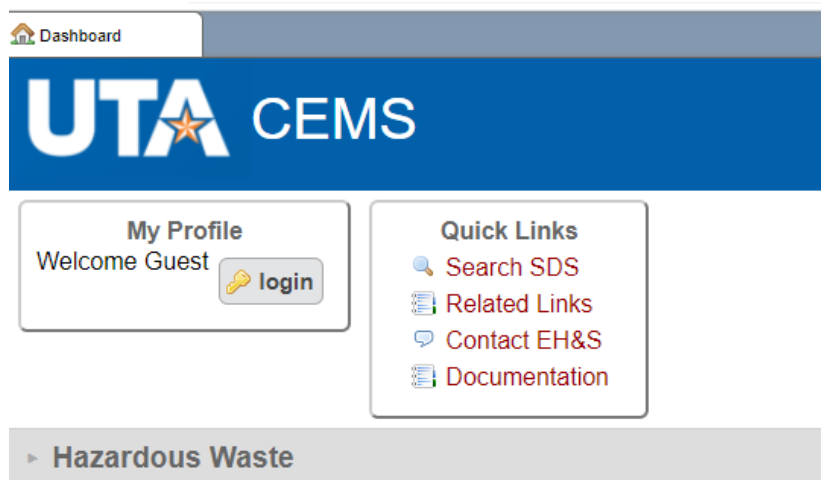 Dashboard
UTA CEMS
My Profile
Welcome Guest
login
Quick Links
Search SDS
Related Links
Contact EH&S
Documentation
Hazardous Waste